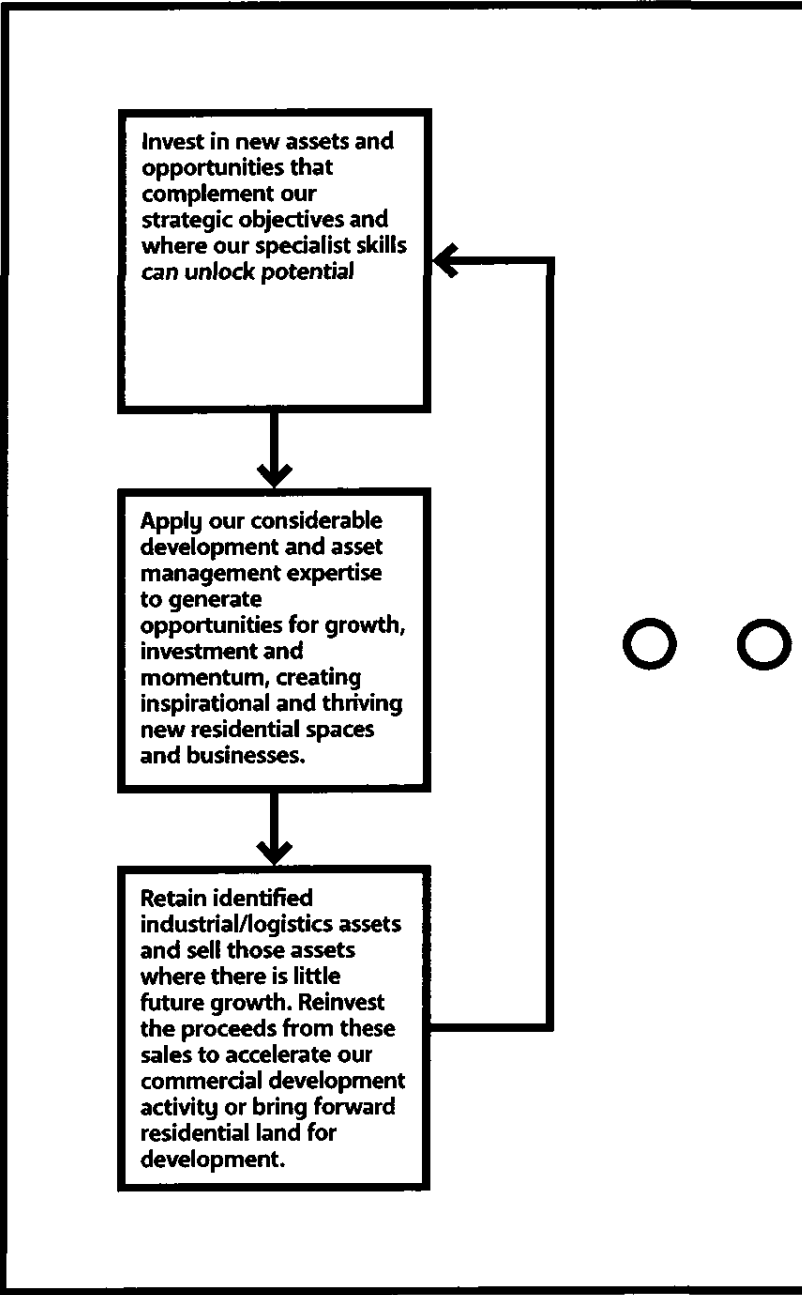 Invest in new assets and
opportunities that
complement our
strategic objectives and
where our specialist skills
can unlock potential
Apply our considerable
development and asset
management expertise
to generate
opportunities for growth,
investment and
momentum, creating
inspirational and thriving
new residential spaces
and businesses.
Retain identified
industrial/logistics assets
and sell those assets
where there is little
future growth. Reinvest
the proceeds from these
sales to accelerate our
commercial development
activity or bring forward
residential land for
development.